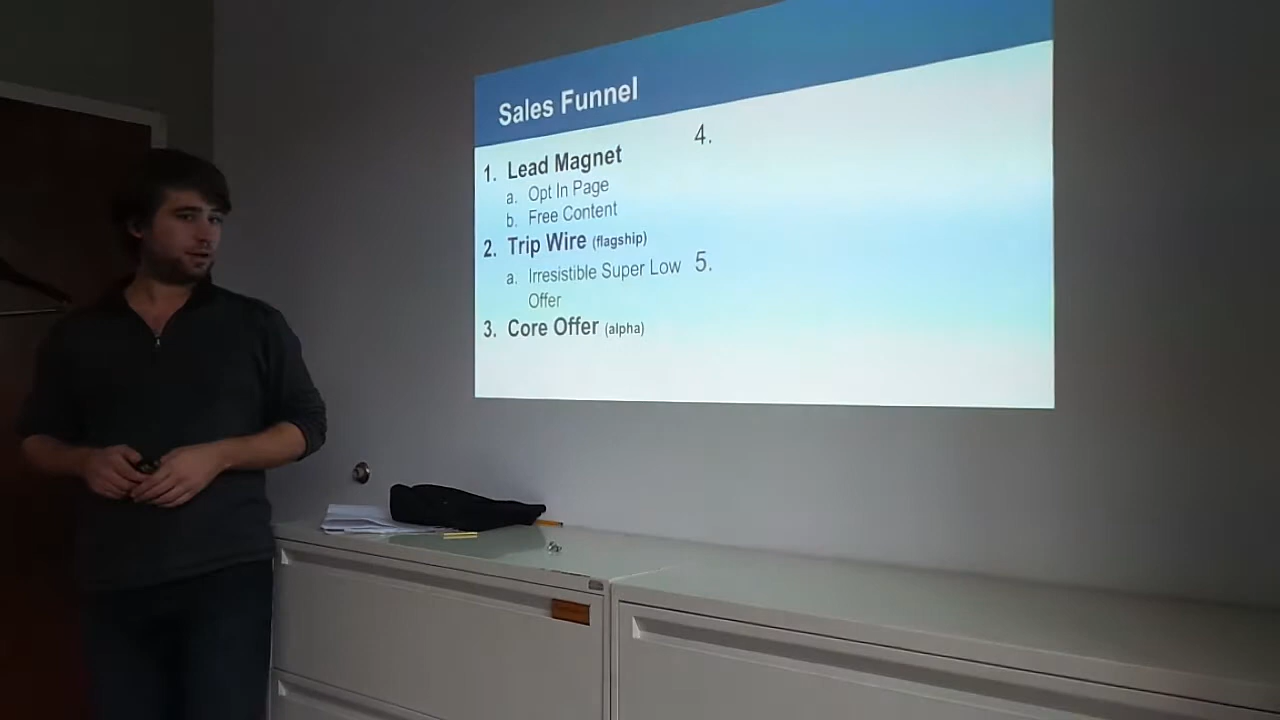 Sales Funnel
1. Lead Magnet
a. Opt In Page
b. Free Content
2. Trip Wire (flagship)
a. Irresistible Super Low
Offer
3. Core Offer (alpha)
4.
5.